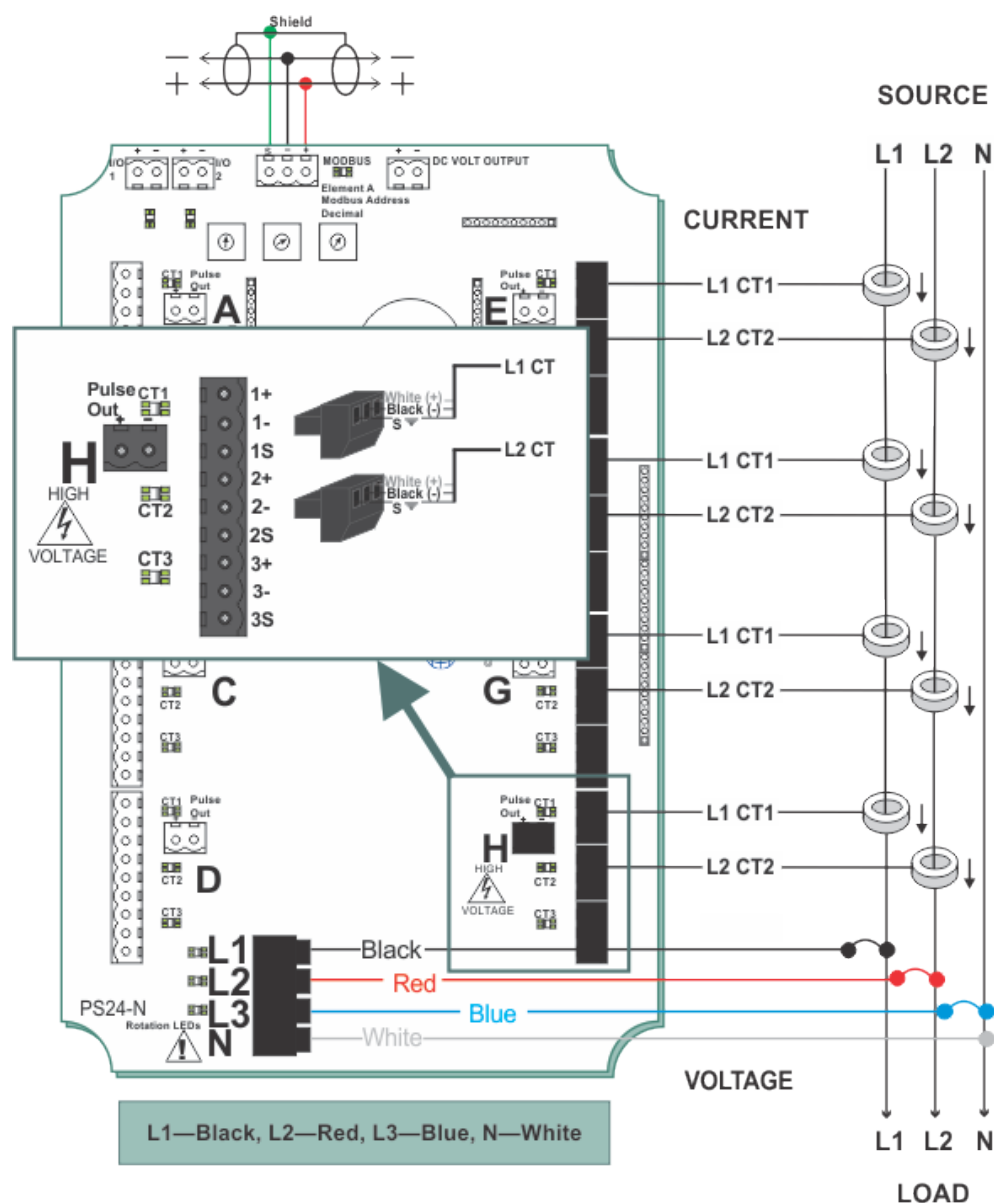 Shield
− −
+ +
SOURCE
L1 L2 N
+ − + − S − + + −
I/O
1
I/O
2
MODBUS
DC VOLT OUTPUT
Element A
Modbus Address
Decimal
CURRENT
CT1 Pulse
Out
+ −
A
Pulse
Out
+ −
CT1
E
L1 CT1
L2 CT2
L1 CT1
L2 CT2
L1 CT1
L2 CT2
L1 CT1
L2 CT2
Pulse
Out
+ −
CT1
H
HIGH
VOLTAGE
CT2
CT3
1+
1-
1S
2+
2-
2S
3+
3-
3S
L1 CT
White (+)
Black (-)
S
L2 CT
White (+)
Black (-)
S
C
CT2
CT3
G
CT2
CT3
CT1 Pulse
Out
CT2
D
CT3
Pulse
Out
+ −
CT1
H
HIGH
VOLTAGE
CT2
CT3
L1
L2
L3
N
Black
Red
Blue
White
PS24-N
Rotation LEDs
VOLTAGE
L1—Black, L2—Red, L3—Blue, N—White
L1 L2 N
LOAD